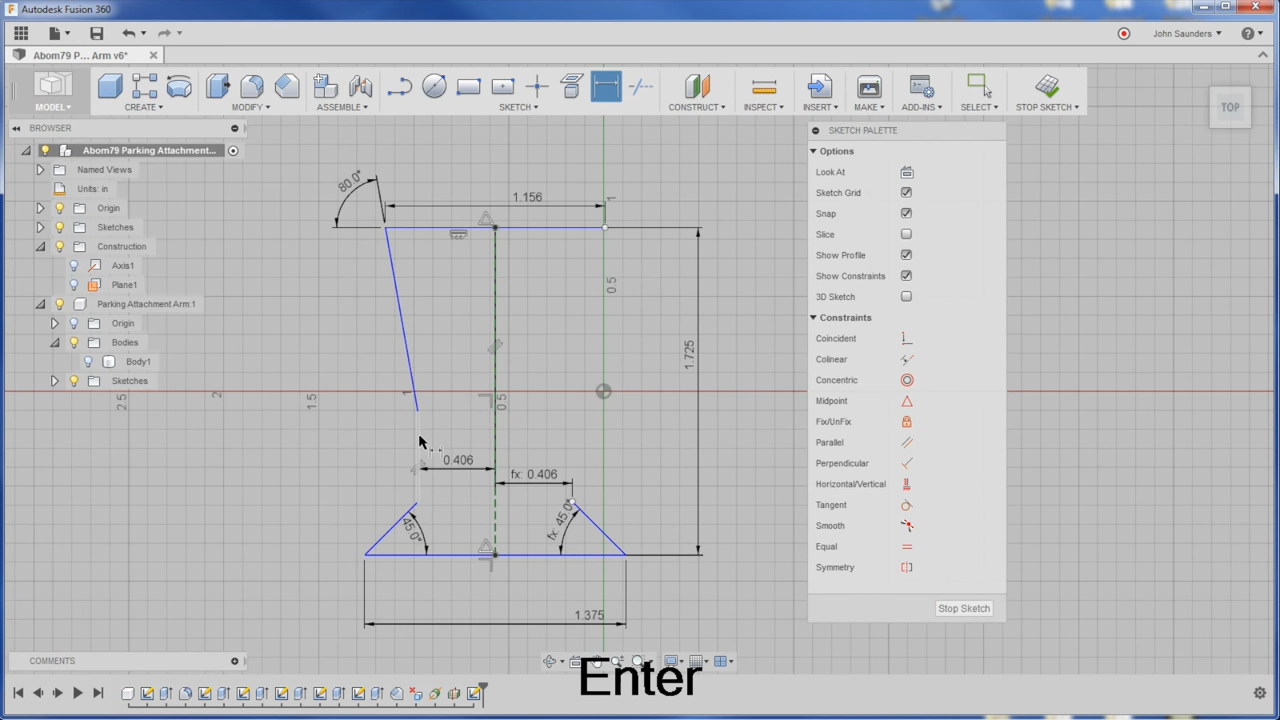 Autodesk Fusion 360
John Saunders
Abom79 P... Arm v6*
MODEL
CREATE
MODIFY
ASSEMBLE
SKETCH
CONSTRUCT
INSPECT
INSERT
MAKE
ADD-INS
SELECT
STOP SKETCH
TOP
BROWSER
Abom79 Parking Attachment...
Named Views
Units: in
Origin
Sketches
Construction
Axis1
Plane1
Parking Attachment Arm:1
Origin
Bodies
Body1
Sketches
SKETCH PALETTE
Options
Look At
Sketch Grid
Snap
Slice
Show Profile
Show Constraints
3D Sketch
Constraints
Coincident
Colinear
Concentric
Midpoint
Fix/UnFix
Parallel
Perpendicular
Horizontal/Vertical
Tangent
Smooth
Equal
Symmetry
Stop Sketch
80.0°
1.156
1
0.5
1.725
2.5
2
1.5
1
0.5
0.406
fx: 0.406
45.0°
fx: 45.0°
1.375
COMMENTS
Enter